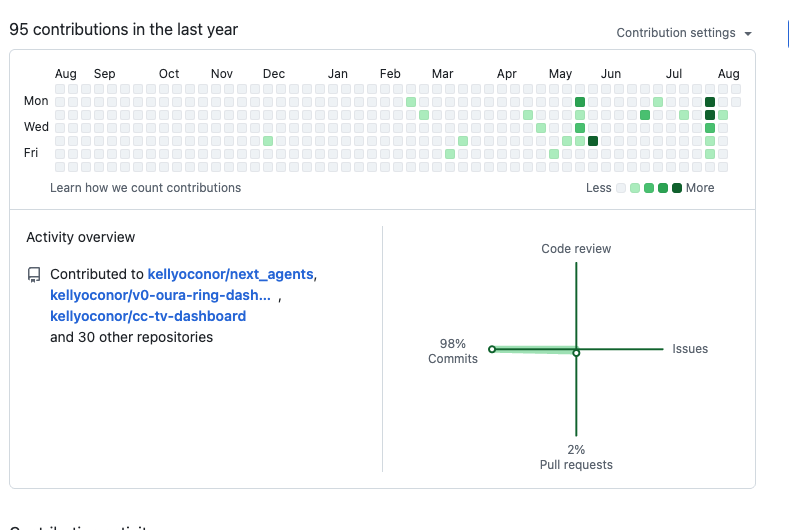 95 contributions in the last year
Contribution settings
Aug Sep Oct Nov Dec Jan Feb Mar Apr May Jun Jul Aug
Mon
Wed
Fri
Learn how we count contributions
Less More
Activity overview
Contributed to kellyoconor/next_agents,
kellyoconor/v0-oura-ring-dash... ,
kellyoconor/cc-tv-dashboard
and 30 other repositories
Code review
98%
Commits
Issues
2%
Pull requests